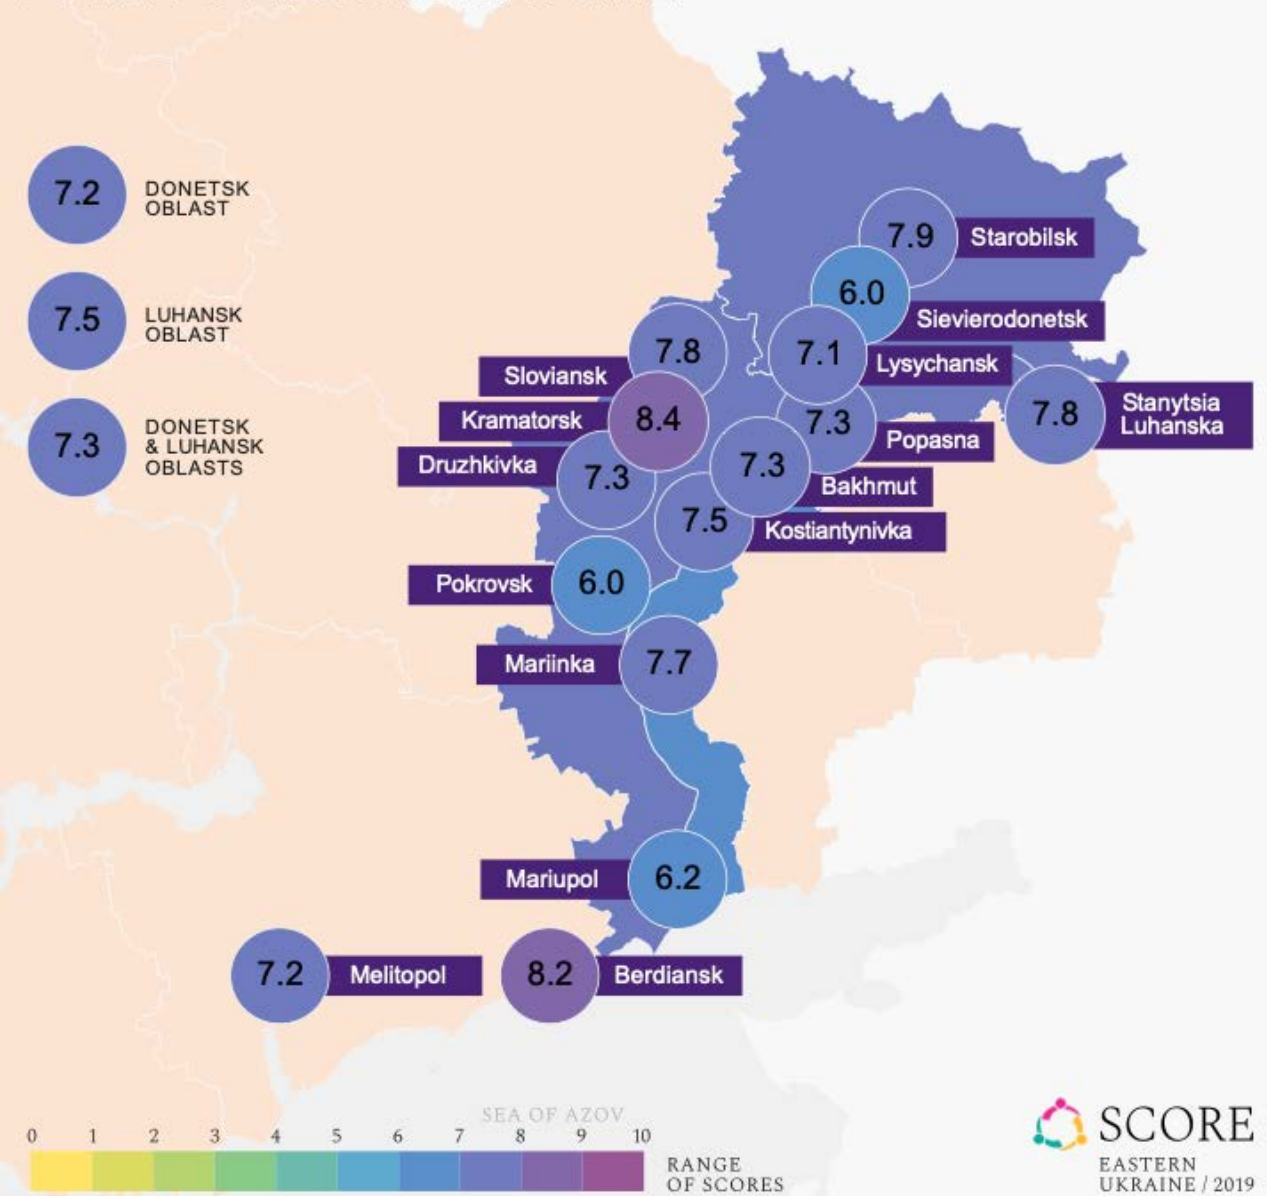 7.2
DONETSK
OBLAST
7.5
LUHANSK
OBLAST
7.3
DONETSK
& LUHANSK
OBLASTS
7.9
Starobilsk
6.0
Sievierodonetsk
7.8
Sloviansk
7.1
Lysychansk
8.4
Kramatorsk
7.3
Popasna
7.8
Stanytsia
Luhanska
7.3
Druzhkivka
7.3
Bakhmut
7.5
Kostiantynivka
Pokrovsk
6.0
Mariinka
7.7
Mariupol
6.2
7.2
Melitopol
8.2
Berdiansk
SEA OF AZOV
0 1 2 3 4 5 6 7 8 9 10
RANGE
OF SCORES
SCORE
EASTERN
UKRAINE / 2019